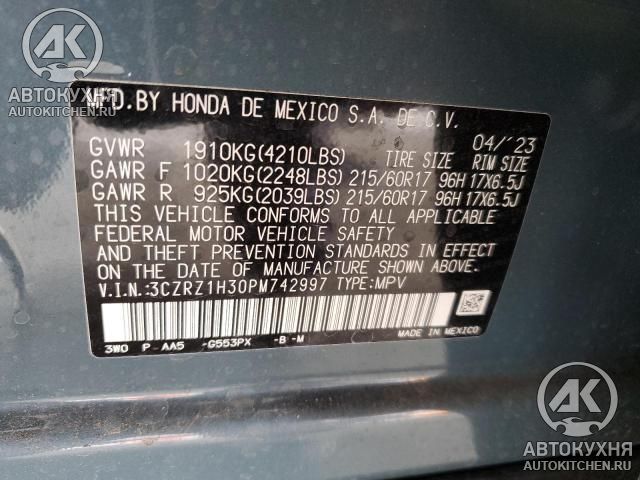 AK
АВТОКУХНЯ
AUTOKITCHEN.RU
MFD.BY HONDA DE MEXICO S.A. DE C.V.
04/'23
GVWR 1910KG(4210LBS) TIRE SIZE RIM SIZE
GAWR F 1020KG(2248LBS) 215/60R17 96H 17X6.5J
GAWR R 925KG(2039LBS) 215/60R17 96H 17X6.5J
THIS VEHICLE CONFORMS TO ALL APPLICABLE
FEDERAL MOTOR VEHICLE SAFETY
AND THEFT PREVENTION STANDARDS IN EFFECT
ON THE DATE OF MANUFACTURE SHOWN ABOVE.
V.I.N.:3CZRZ1H30PM742997 TYPE:MPV
3W0 P-AA5 -G553PX -B -M MADE IN MEXICO
AK
АВТОКУХНЯ
AUTOKITCHEN.RU